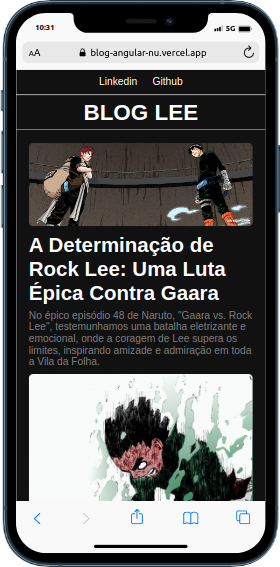 10:31
5G
AA
blog-angular-nu.vercel.app
Linkedin Github
BLOG LEE
A Determinação de
Rock Lee: Uma Luta
Épica Contra Gaara
No épico episódio 48 de Naruto, "Gaara vs. Rock
Lee", testemunhamos uma batalha eletrizante e
emocional, onde a coragem de Lee supera os
limites, inspirando amizade e admiração em toda
a Vila da Folha.